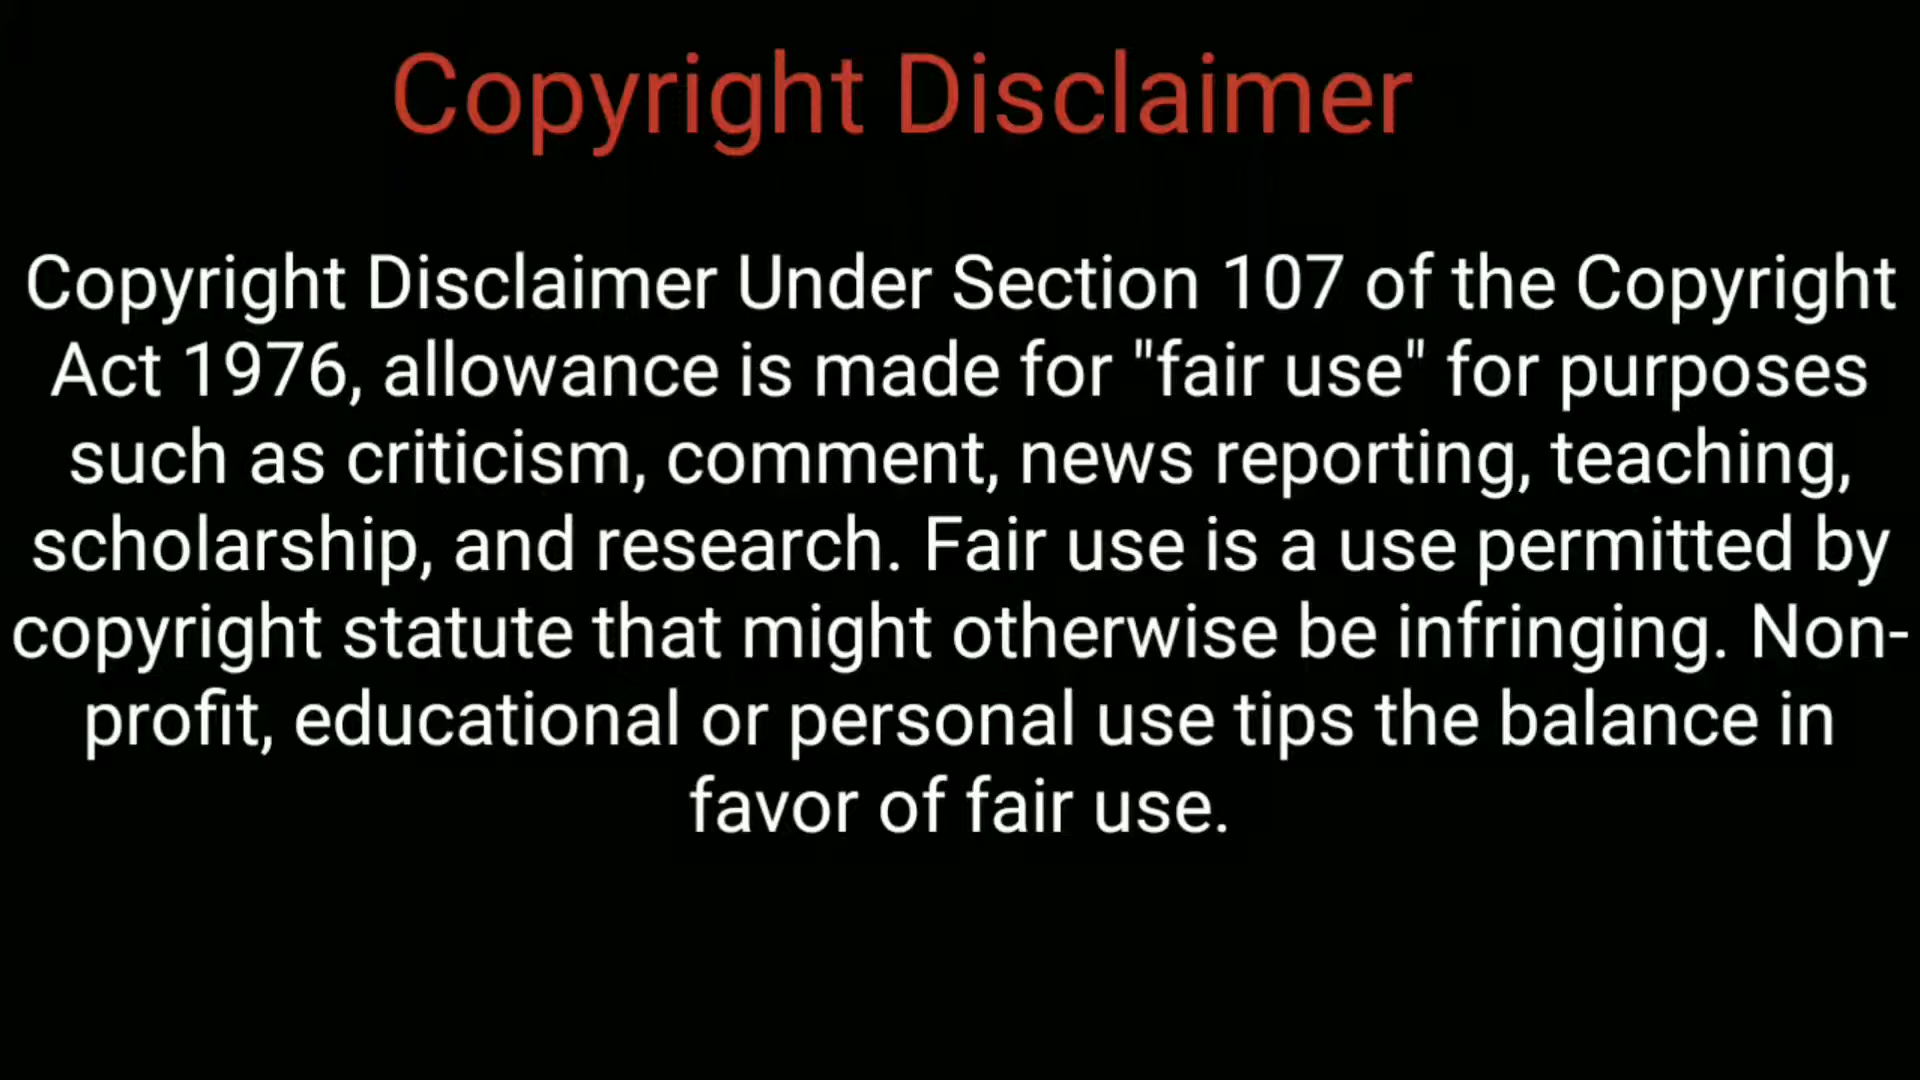 Copyright Disclaimer
Copyright Disclaimer Under Section 107 of the Copyright
Act 1976, allowance is made for "fair use" for purposes
such as criticism, comment, news reporting, teaching,
scholarship, and research. Fair use is a use permitted by
copyright statute that might otherwise be infringing. Non-
profit, educational or personal use tips the balance in
favor of fair use.